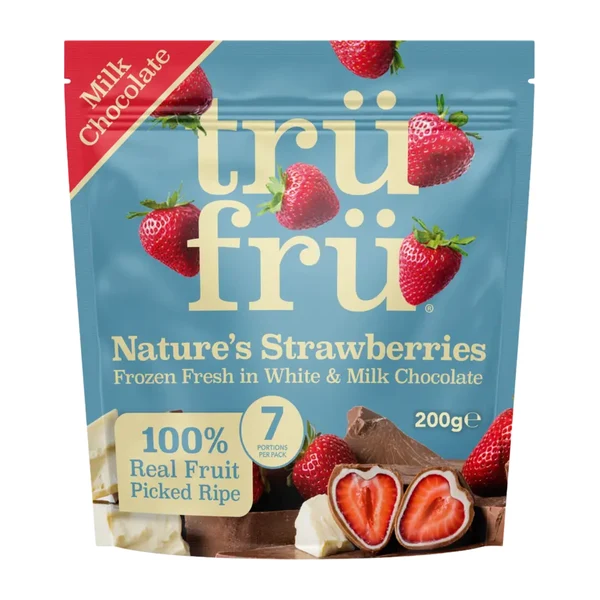 Milk
Chocolate
trü
frü®
Nature's Strawberries
Frozen Fresh in White & Milk Chocolate
200g℮
7
PORTIONS
PER PACK
100%
Real Fruit
Picked Ripe